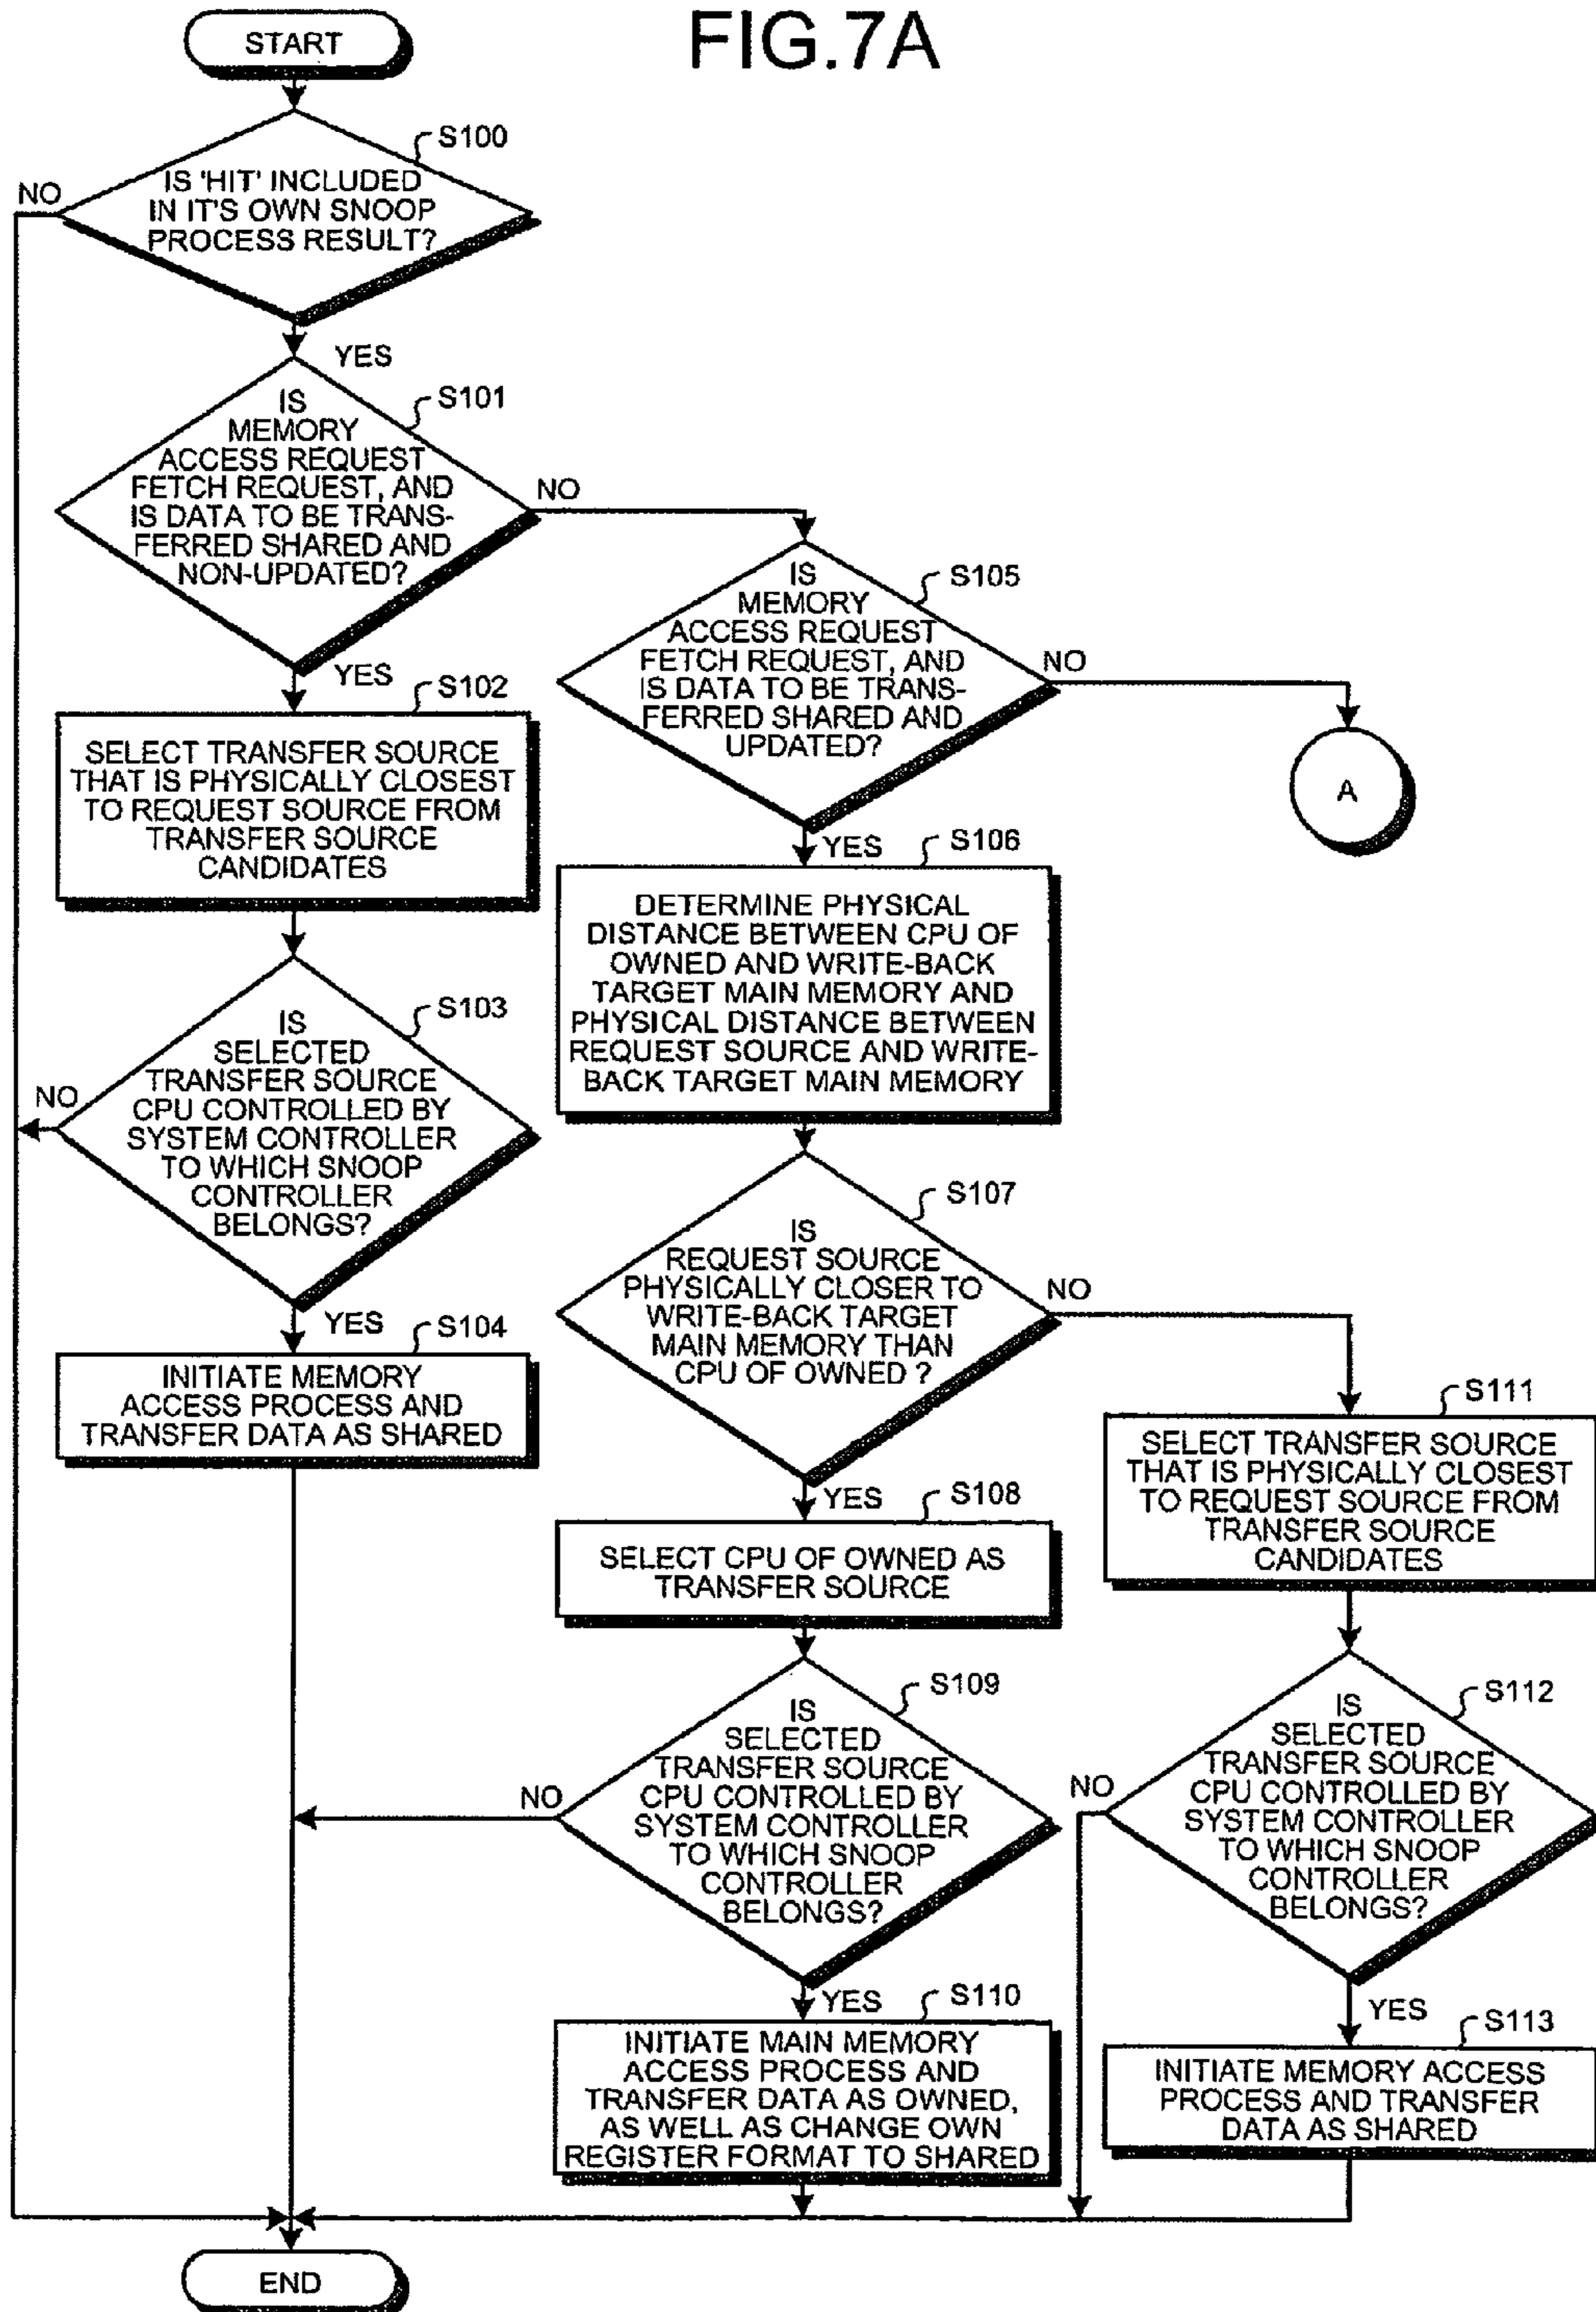 FIG.7A
START
S100
NO
IS 'HIT' INCLUDED
IN IT'S OWN SNOOP
PROCESS RESULT?
YES
S101
IS
MEMORY
ACCESS REQUEST
FETCH REQUEST, AND
IS DATA TO BE TRANS-
FERRED SHARED AND
NON-UPDATED?
NO
YES
S102
SELECT TRANSFER SOURCE
THAT IS PHYSICALLY CLOSEST
TO REQUEST SOURCE FROM
TRANSFER SOURCE
CANDIDATES
S103
IS
SELECTED
TRANSFER SOURCE
CPU CONTROLLED BY
SYSTEM CONTROLLER
TO WHICH SNOOP
CONTROLLER
BELONGS?
NO
YES
S104
INITIATE MEMORY
ACCESS PROCESS AND
TRANSFER DATA AS SHARED
S105
IS
MEMORY
ACCESS REQUEST
FETCH REQUEST, AND
IS DATA TO BE TRANS-
FERRED SHARED AND
UPDATED?
NO
A
YES
S106
DETERMINE PHYSICAL
DISTANCE BETWEEN CPU OF
OWNED AND WRITE-BACK
TARGET MAIN MEMORY AND
PHYSICAL DISTANCE BETWEEN
REQUEST SOURCE AND WRITE-
BACK TARGET MAIN MEMORY
S107
IS
REQUEST SOURCE
PHYSICALLY CLOSER TO
WRITE-BACK TARGET
MAIN MEMORY THAN
CPU OF OWNED ?
NO
YES
S108
SELECT CPU OF OWNED AS
TRANSFER SOURCE
S109
IS
SELECTED
TRANSFER SOURCE
CPU CONTROLLED BY
SYSTEM CONTROLLER
TO WHICH SNOOP
CONTROLLER
BELONGS?
NO
YES
S110
INITIATE MAIN MEMORY
ACCESS PROCESS AND
TRANSFER DATA AS OWNED,
AS WELL AS CHANGE OWN
REGISTER FORMAT TO SHARED
S111
SELECT TRANSFER SOURCE
THAT IS PHYSICALLY CLOSEST
TO REQUEST SOURCE FROM
TRANSFER SOURCE
CANDIDATES
S112
IS
SELECTED
TRANSFER SOURCE
CPU CONTROLLED BY
SYSTEM CONTROLLER
TO WHICH SNOOP
CONTROLLER
BELONGS?
NO
YES
S113
INITIATE MEMORY ACCESS
PROCESS AND TRANSFER
DATA AS SHARED
END